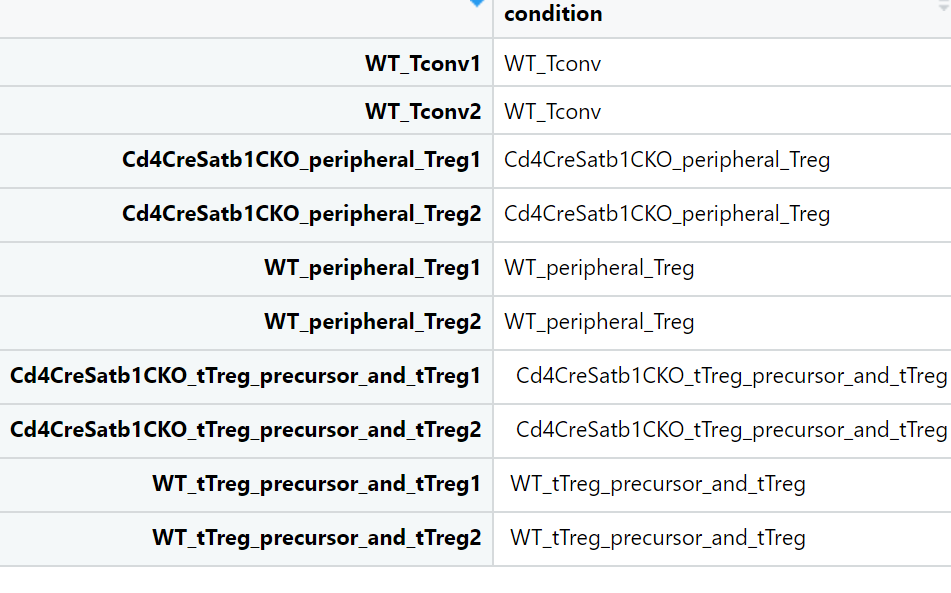 condition
WT_Tconv1 WT_Tconv
WT_Tconv2 WT_Tconv
Cd4CreSatb1CKO_peripheral_Treg1 Cd4CreSatb1CKO_peripheral_Treg
Cd4CreSatb1CKO_peripheral_Treg2 Cd4CreSatb1CKO_peripheral_Treg
WT_peripheral_Treg1 WT_peripheral_Treg
WT_peripheral_Treg2 WT_peripheral_Treg
Cd4CreSatb1CKO_tTreg_precursor_and_tTreg1 Cd4CreSatb1CKO_tTreg_precursor_and_tTreg
Cd4CreSatb1CKO_tTreg_precursor_and_tTreg2 Cd4CreSatb1CKO_tTreg_precursor_and_tTreg
WT_tTreg_precursor_and_tTreg1 WT_tTreg_precursor_and_tTreg
WT_tTreg_precursor_and_tTreg2 WT_tTreg_precursor_and_tTreg